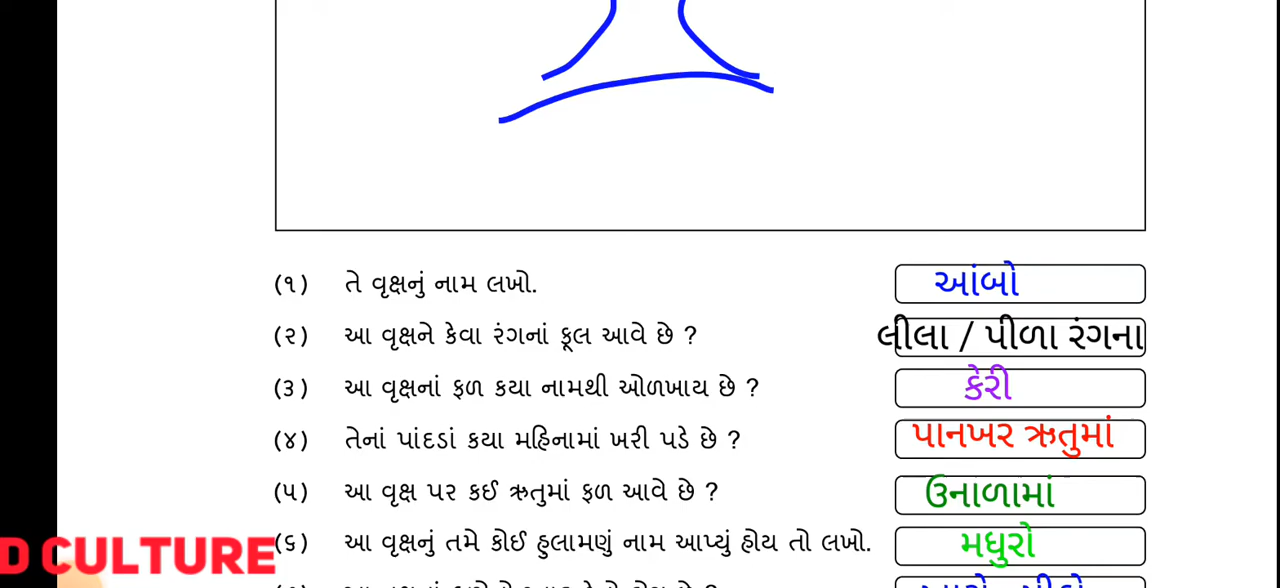 (૧) તે વૃક્ષનું નામ લખો. આંબો
(૨) આ વૃક્ષને કેવા રંગનાં ફૂલ આવે છે ? લીલા / પીળા રંગના
(૩) આ વૃક્ષનાં ફળ કયા નામથી ઓળખાય છે ? કેરી
(૪) તેનાં પાંદડાં કયા મહિનામાં ખરી પડે છે ? પાનખર ઋતુમાં
(૫) આ વૃક્ષ પર કઈ ઋતુમાં ફળ આવે છે ? ઉનાળામાં
(૬) આ વૃક્ષનું તમે કોઈ હુલામણું નામ આપ્યું હોય તો લખો. મધુરો
D CULTURE